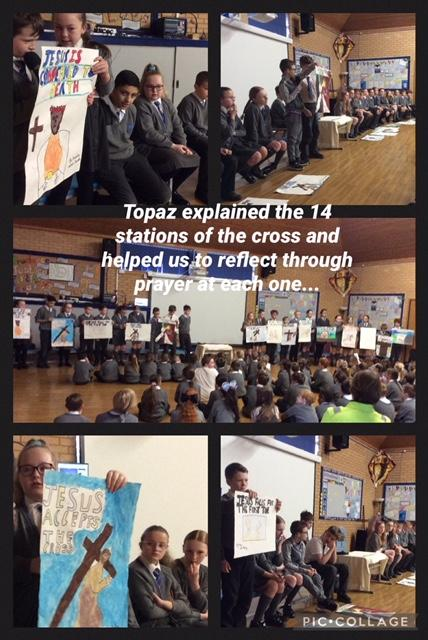 JESUS IS
CONDEMNED TO
DEATH
Topaz explained the 14
stations of the cross and
helped us to reflect through
prayer at each one...
JESUS
ACCEPTS
THE
CROSS
JESUS FALLS FOR
THE FIRST TIME
PIC•COLLAGE